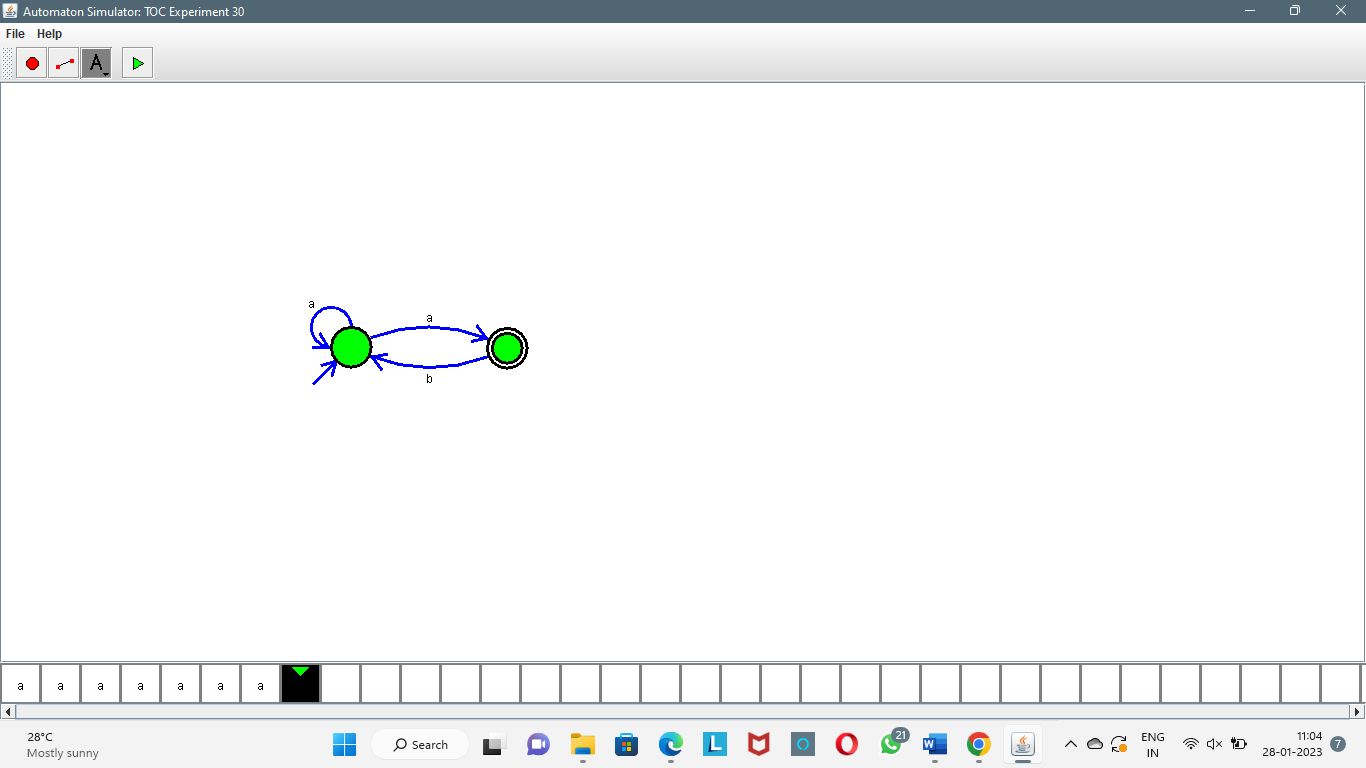 Automaton Simulator: TOC Experiment 30
File Help
A
a
a
b
a a a a a a a
28°C
Mostly sunny
Search
21
ENG
IN
11:04
28-01-2023
7